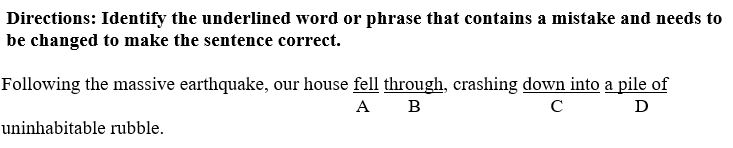 Directions: Identify the underlined word or phrase that contains a mistake and needs to
be changed to make the sentence correct.
Following the massive earthquake, our house fell through, crashing down into a pile of
A B C D
uninhabitable rubble.